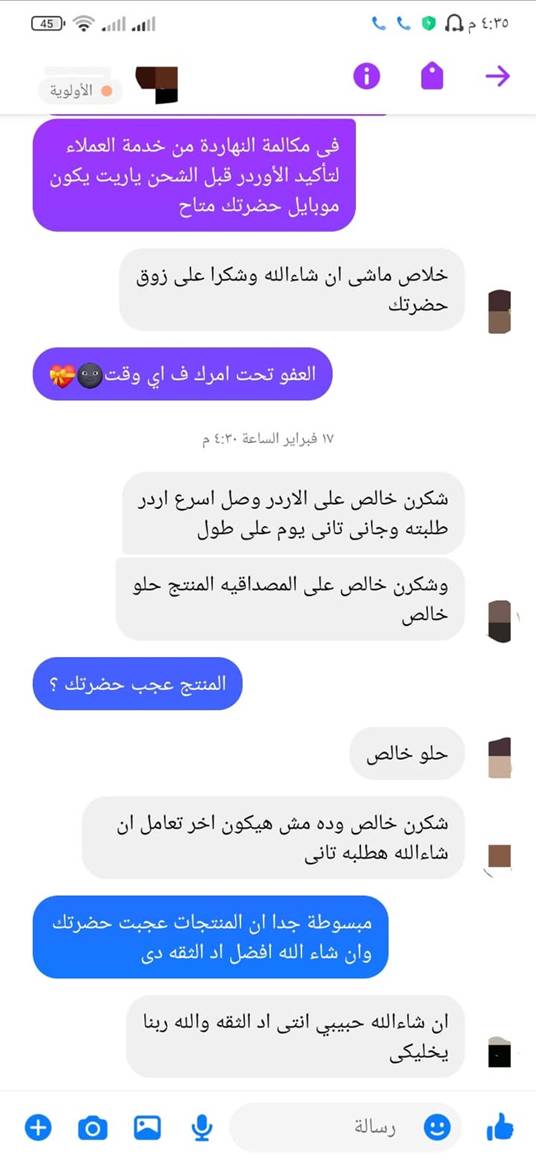 45
٤:٣٥ م
الأولوية
فى مكالمة النهاردة من خدمة العملاء
لتأكيد الأوردر قبل الشحن ياريت يكون
موبايل حضرتك متاح
خلاص ماشى ان شاءالله وشكرا على زوق
حضرتك
العفو تحت امرك ف اي وقت🌚💝
١٧ فبراير الساعة ٤:٣٠ م
شكرن خالص على الاردر وصل اسرع اردر
طلبته وجانى تانى يوم على طول
وشكرن خالص على المصداقيه المنتج حلو
خالص
المنتج عجب حضرتك ؟
حلو خالص
شكرن خالص وده مش هيكون اخر تعامل ان
شاءالله هطلبه تانى
مبسوطة جدا ان المنتجات عجبت حضرتك
وان شاء الله افضل اد الثقه دى
ان شاءالله حبيبي انتى اد الثقه والله ربنا
يخليكى
رسالة